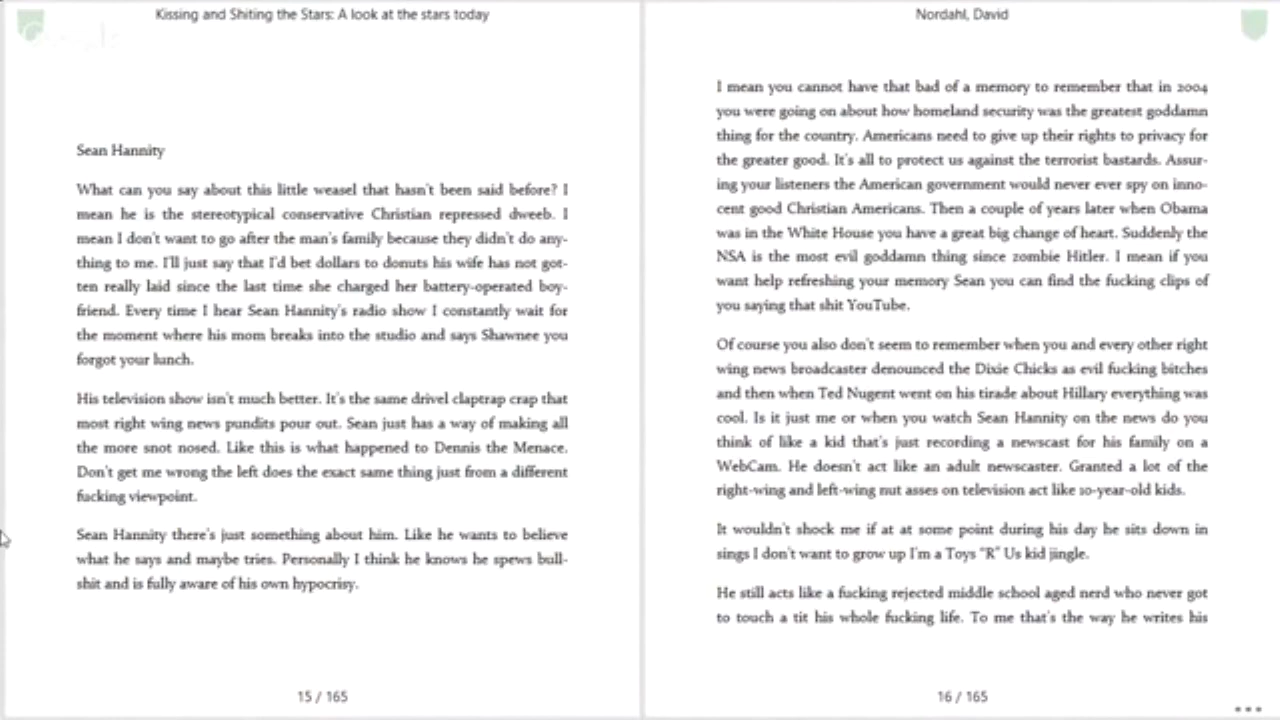 Kissing and Shiting the Stars: A look at the stars today
Sean Hannity
What can you say about this little weasel that hasn't been said before? I
mean he is the stereotypical conservative Christian repressed dweeb. I
mean I don't want to go after the man's family because they didn't do any-
thing to me. I'll just say that I'd bet dollars to donuts his wife has not got-
ten really laid since the last time she charged her battery-operated boy-
friend. Every time I hear Sean Hannity's radio show I constantly wait for
the moment where his mom breaks into the studio and says Shawnee you
forgot your lunch.
His television show isn't much better. It's the same drivel claptrap crap that
most right wing news pundits pour out. Sean just has a way of making all
the more snot nosed. Like this is what happened to Dennis the Menace.
Don't get me wrong the left does the exact same thing just from a different
fucking viewpoint.
Sean Hannity there's just something about him. Like he wants to believe
what he says and maybe tries. Personally I think he knows he spews bull-
shit and is fully aware of his own hypocrisy.
15 / 165
Nordahl, David
I mean you cannot have that bad of a memory to remember that in 2004
you were going on about how homeland security was the greatest goddamn
thing for the country. Americans need to give up their rights to privacy for
the greater good. It's all to protect us against the terrorist bastards. Assur-
ing your listeners the American government would never ever spy on inno-
cent good Christian Americans. Then a couple of years later when Obama
was in the White House you have a great big change of heart. Suddenly the
NSA is the most evil goddamn thing since zombie Hitler. I mean if you
want help refreshing your memory Sean you can find the fucking clips of
you saying that shit YouTube.
Of course you also don't seem to remember when you and every other right
wing news broadcaster denounced the Dixie Chicks as evil fucking bitches
and then when Ted Nugent went on his tirade about Hillary everything was
cool. Is it just me or when you watch Sean Hannity on the news do you
think of like a kid that's just recording a newscast for his family on a
WebCam. He doesn't act like an adult newscaster. Granted a lot of the
right-wing and left-wing nut asses on television act like 10-year-old kids.
It wouldn't shock me if at at some point during his day he sits down in
sings I don't want to grow up I'm a Toys "R" Us kid jingle.
He still acts like a fucking rejected middle school aged nerd who never got
to touch a tit his whole fucking life. To me that's the way he writes his
16 / 165